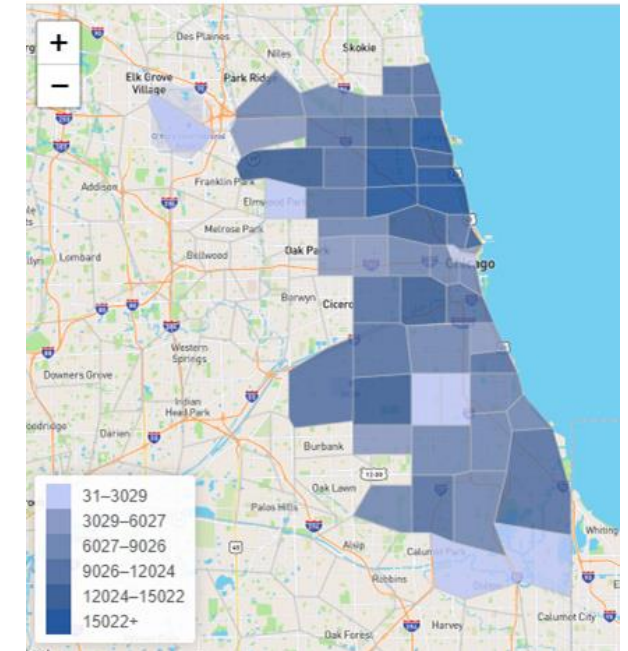 +
−
Des Plaines
Niles
Skokie
Elk Grove
Village
Park Ridge
Franklin Park
Addison
Elmwood Park
Melrose Park
Lombard
Bellwood
Oak Park
Chicago
Berwyn
Cicero
Western
Springs
Downers Grove
Indian
Head Park
Darien
Burbank
Oak Lawn
Palos Hills
Alsip
Calumet Park
Whiting
Robbins
Harvey
Calumet City
Oak Forest
31–3029
3029–6027
6027–9026
9026–12024
12024–15022
15022+